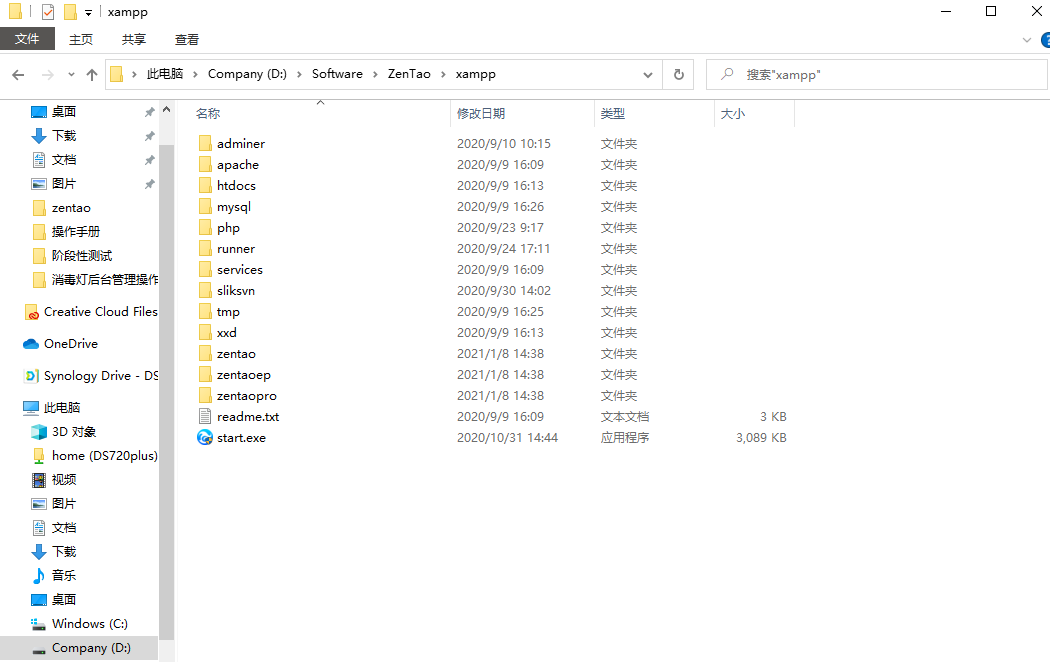 xampp
文件 主页 共享 查看
此电脑 Company (D:) Software ZenTao xampp 搜索"xampp"
桌面
下载
文档
图片
zentao
操作手册
阶段性测试
消毒灯后台管理操作
Creative Cloud Files
OneDrive
Synology Drive - DS
此电脑
3D 对象
home (DS720plus)
视频
图片
文档
下载
音乐
桌面
Windows (C:)
Company (D:)
名称 修改日期 类型 大小
adminer 2020/9/10 10:15 文件夹
apache 2020/9/9 16:09 文件夹
htdocs 2020/9/9 16:13 文件夹
mysql 2020/9/9 16:26 文件夹
php 2020/9/23 9:17 文件夹
runner 2020/9/24 17:11 文件夹
services 2020/9/9 16:09 文件夹
sliksvn 2020/9/30 14:02 文件夹
tmp 2020/9/9 16:25 文件夹
xxd 2020/9/9 16:13 文件夹
zentao 2021/1/8 14:38 文件夹
zentaoep 2021/1/8 14:38 文件夹
zentaopro 2021/1/8 14:38 文件夹
readme.txt 2020/9/9 16:09 文本文档 3 KB
start.exe 2020/10/31 14:44 应用程序 3,089 KB